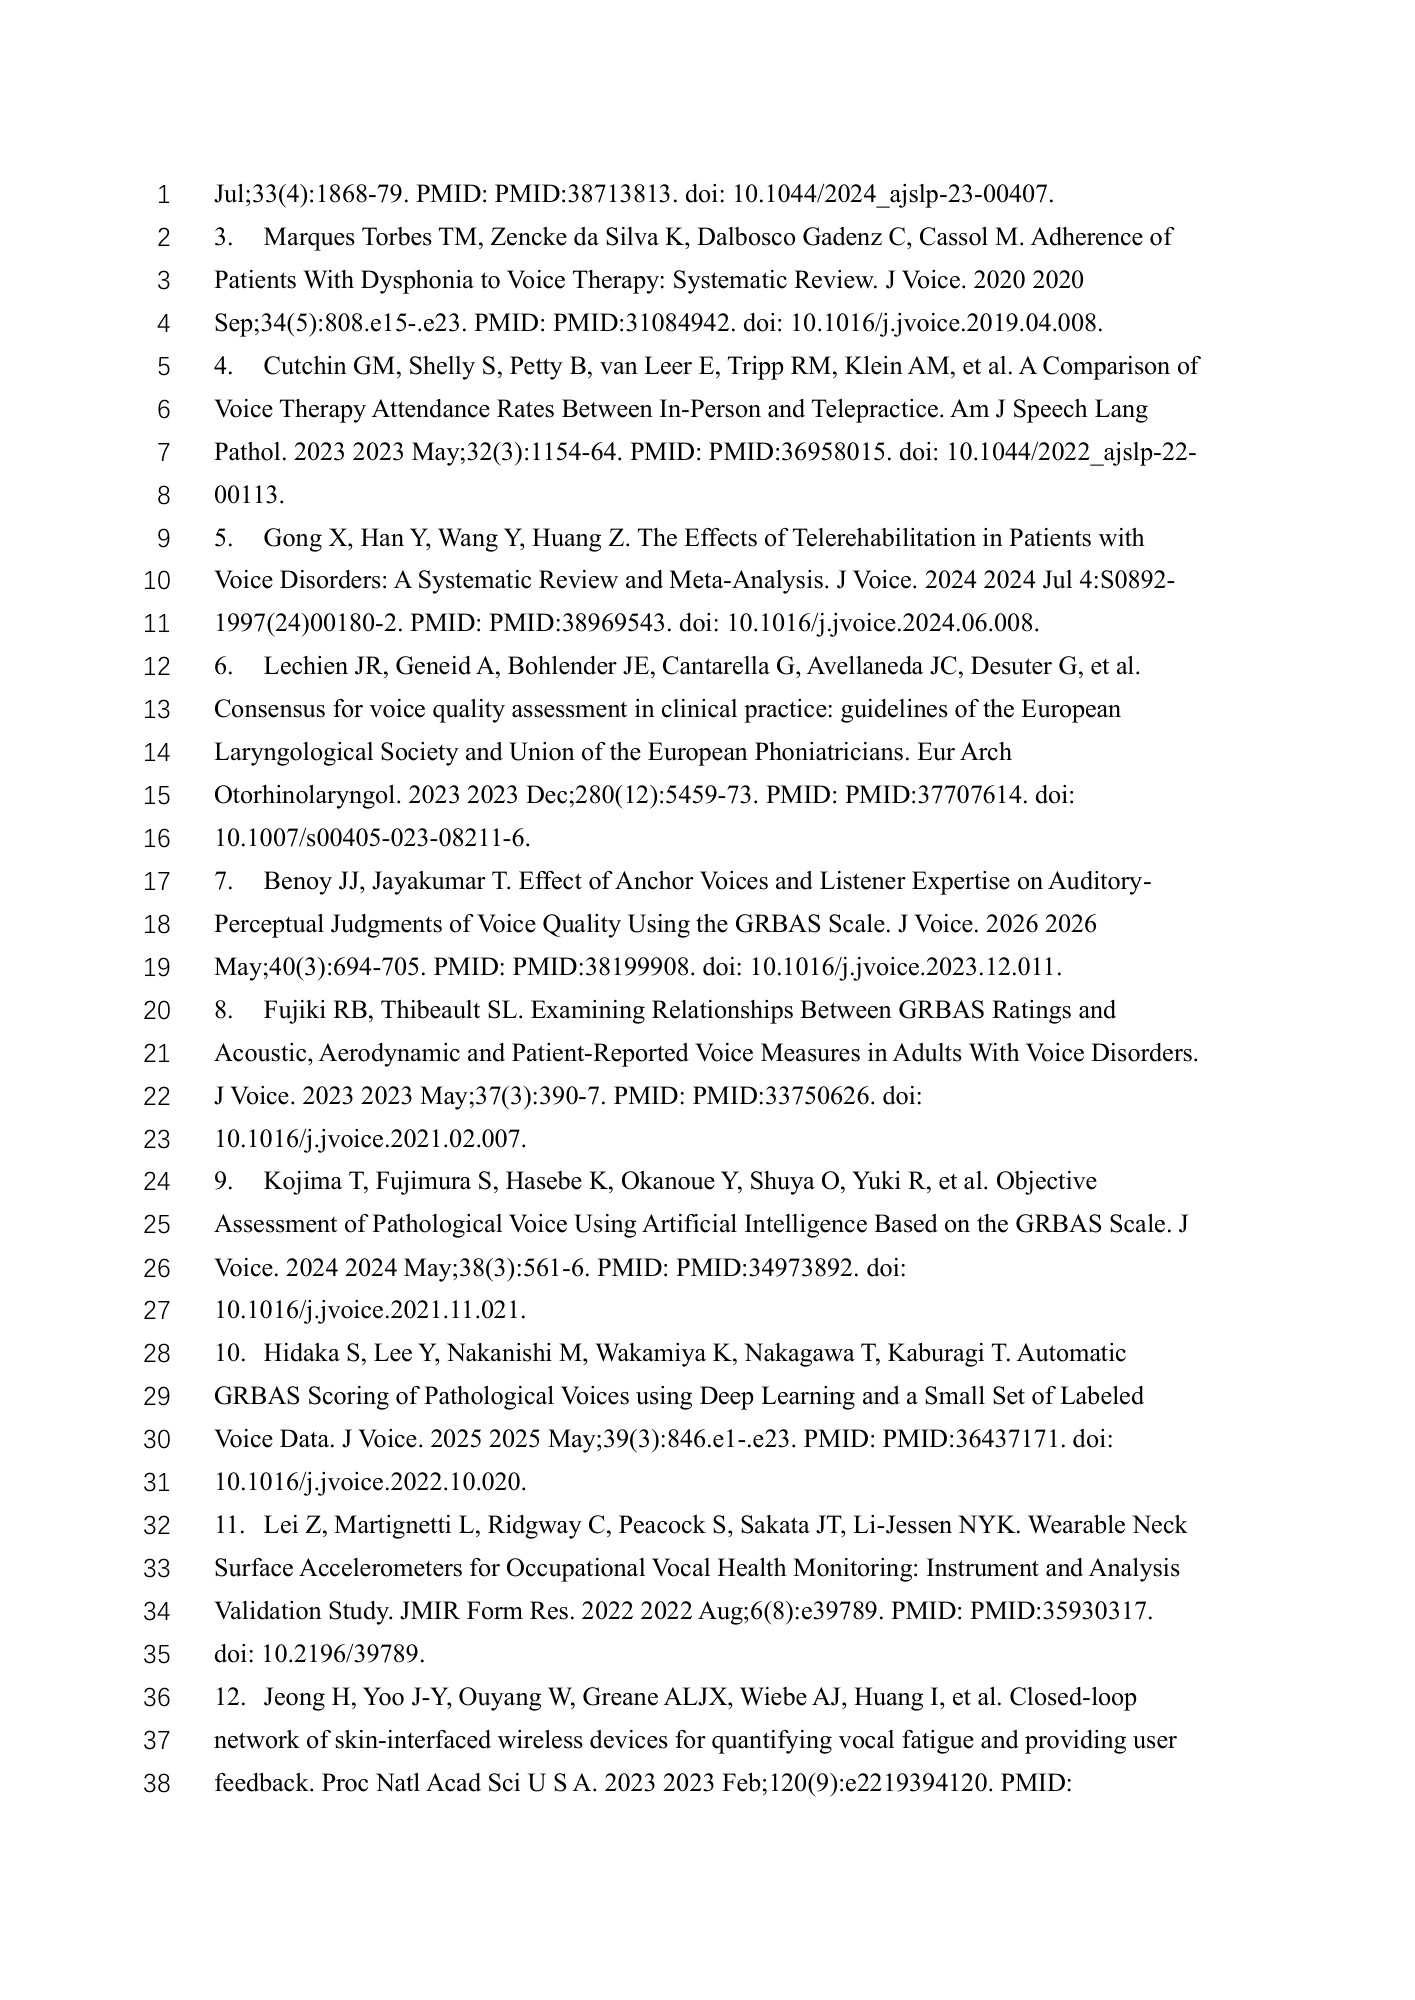 1 Jul;33(4):1868-79. PMID: PMID:38713813. doi: 10.1044/2024_ajslp-23-00407.
2 3. Marques Torbes TM, Zencke da Silva K, Dalbosco Gadenz C, Cassol M. Adherence of
3 Patients With Dysphonia to Voice Therapy: Systematic Review. J Voice. 2020 2020
4 Sep;34(5):808.e15-.e23. PMID: PMID:31084942. doi: 10.1016/j.jvoice.2019.04.008.
5 4. Cutchin GM, Shelly S, Petty B, van Leer E, Tripp RM, Klein AM, et al. A Comparison of
6 Voice Therapy Attendance Rates Between In-Person and Telepractice. Am J Speech Lang
7 Pathol. 2023 2023 May;32(3):1154-64. PMID: PMID:36958015. doi: 10.1044/2022_ajslp-22-
8 00113.
9 5. Gong X, Han Y, Wang Y, Huang Z. The Effects of Telerehabilitation in Patients with
10 Voice Disorders: A Systematic Review and Meta-Analysis. J Voice. 2024 2024 Jul 4:S0892-
11 1997(24)00180-2. PMID: PMID:38969543. doi: 10.1016/j.jvoice.2024.06.008.
12 6. Lechien JR, Geneid A, Bohlender JE, Cantarella G, Avellaneda JC, Desuter G, et al.
13 Consensus for voice quality assessment in clinical practice: guidelines of the European
14 Laryngological Society and Union of the European Phoniatricians. Eur Arch
15 Otorhinolaryngol. 2023 2023 Dec;280(12):5459-73. PMID: PMID:37707614. doi:
16 10.1007/s00405-023-08211-6.
17 7. Benoy JJ, Jayakumar T. Effect of Anchor Voices and Listener Expertise on Auditory-
18 Perceptual Judgments of Voice Quality Using the GRBAS Scale. J Voice. 2026 2026
19 May;40(3):694-705. PMID: PMID:38199908. doi: 10.1016/j.jvoice.2023.12.011.
20 8. Fujiki RB, Thibeault SL. Examining Relationships Between GRBAS Ratings and
21 Acoustic, Aerodynamic and Patient-Reported Voice Measures in Adults With Voice Disorders.
22 J Voice. 2023 2023 May;37(3):390-7. PMID: PMID:33750626. doi:
23 10.1016/j.jvoice.2021.02.007.
24 9. Kojima T, Fujimura S, Hasebe K, Okanoue Y, Shuya O, Yuki R, et al. Objective
25 Assessment of Pathological Voice Using Artificial Intelligence Based on the GRBAS Scale. J
26 Voice. 2024 2024 May;38(3):561-6. PMID: PMID:34973892. doi:
27 10.1016/j.jvoice.2021.11.021.
28 10. Hidaka S, Lee Y, Nakanishi M, Wakamiya K, Nakagawa T, Kaburagi T. Automatic
29 GRBAS Scoring of Pathological Voices using Deep Learning and a Small Set of Labeled
30 Voice Data. J Voice. 2025 2025 May;39(3):846.e1-.e23. PMID: PMID:36437171. doi:
31 10.1016/j.jvoice.2022.10.020.
32 11. Lei Z, Martignetti L, Ridgway C, Peacock S, Sakata JT, Li-Jessen NYK. Wearable Neck
33 Surface Accelerometers for Occupational Vocal Health Monitoring: Instrument and Analysis
34 Validation Study. JMIR Form Res. 2022 2022 Aug;6(8):e39789. PMID: PMID:35930317.
35 doi: 10.2196/39789.
36 12. Jeong H, Yoo J-Y, Ouyang W, Greane ALJX, Wiebe AJ, Huang I, et al. Closed-loop
37 network of skin-interfaced wireless devices for quantifying vocal fatigue and providing user
38 feedback. Proc Natl Acad Sci U S A. 2023 2023 Feb;120(9):e2219394120. PMID: